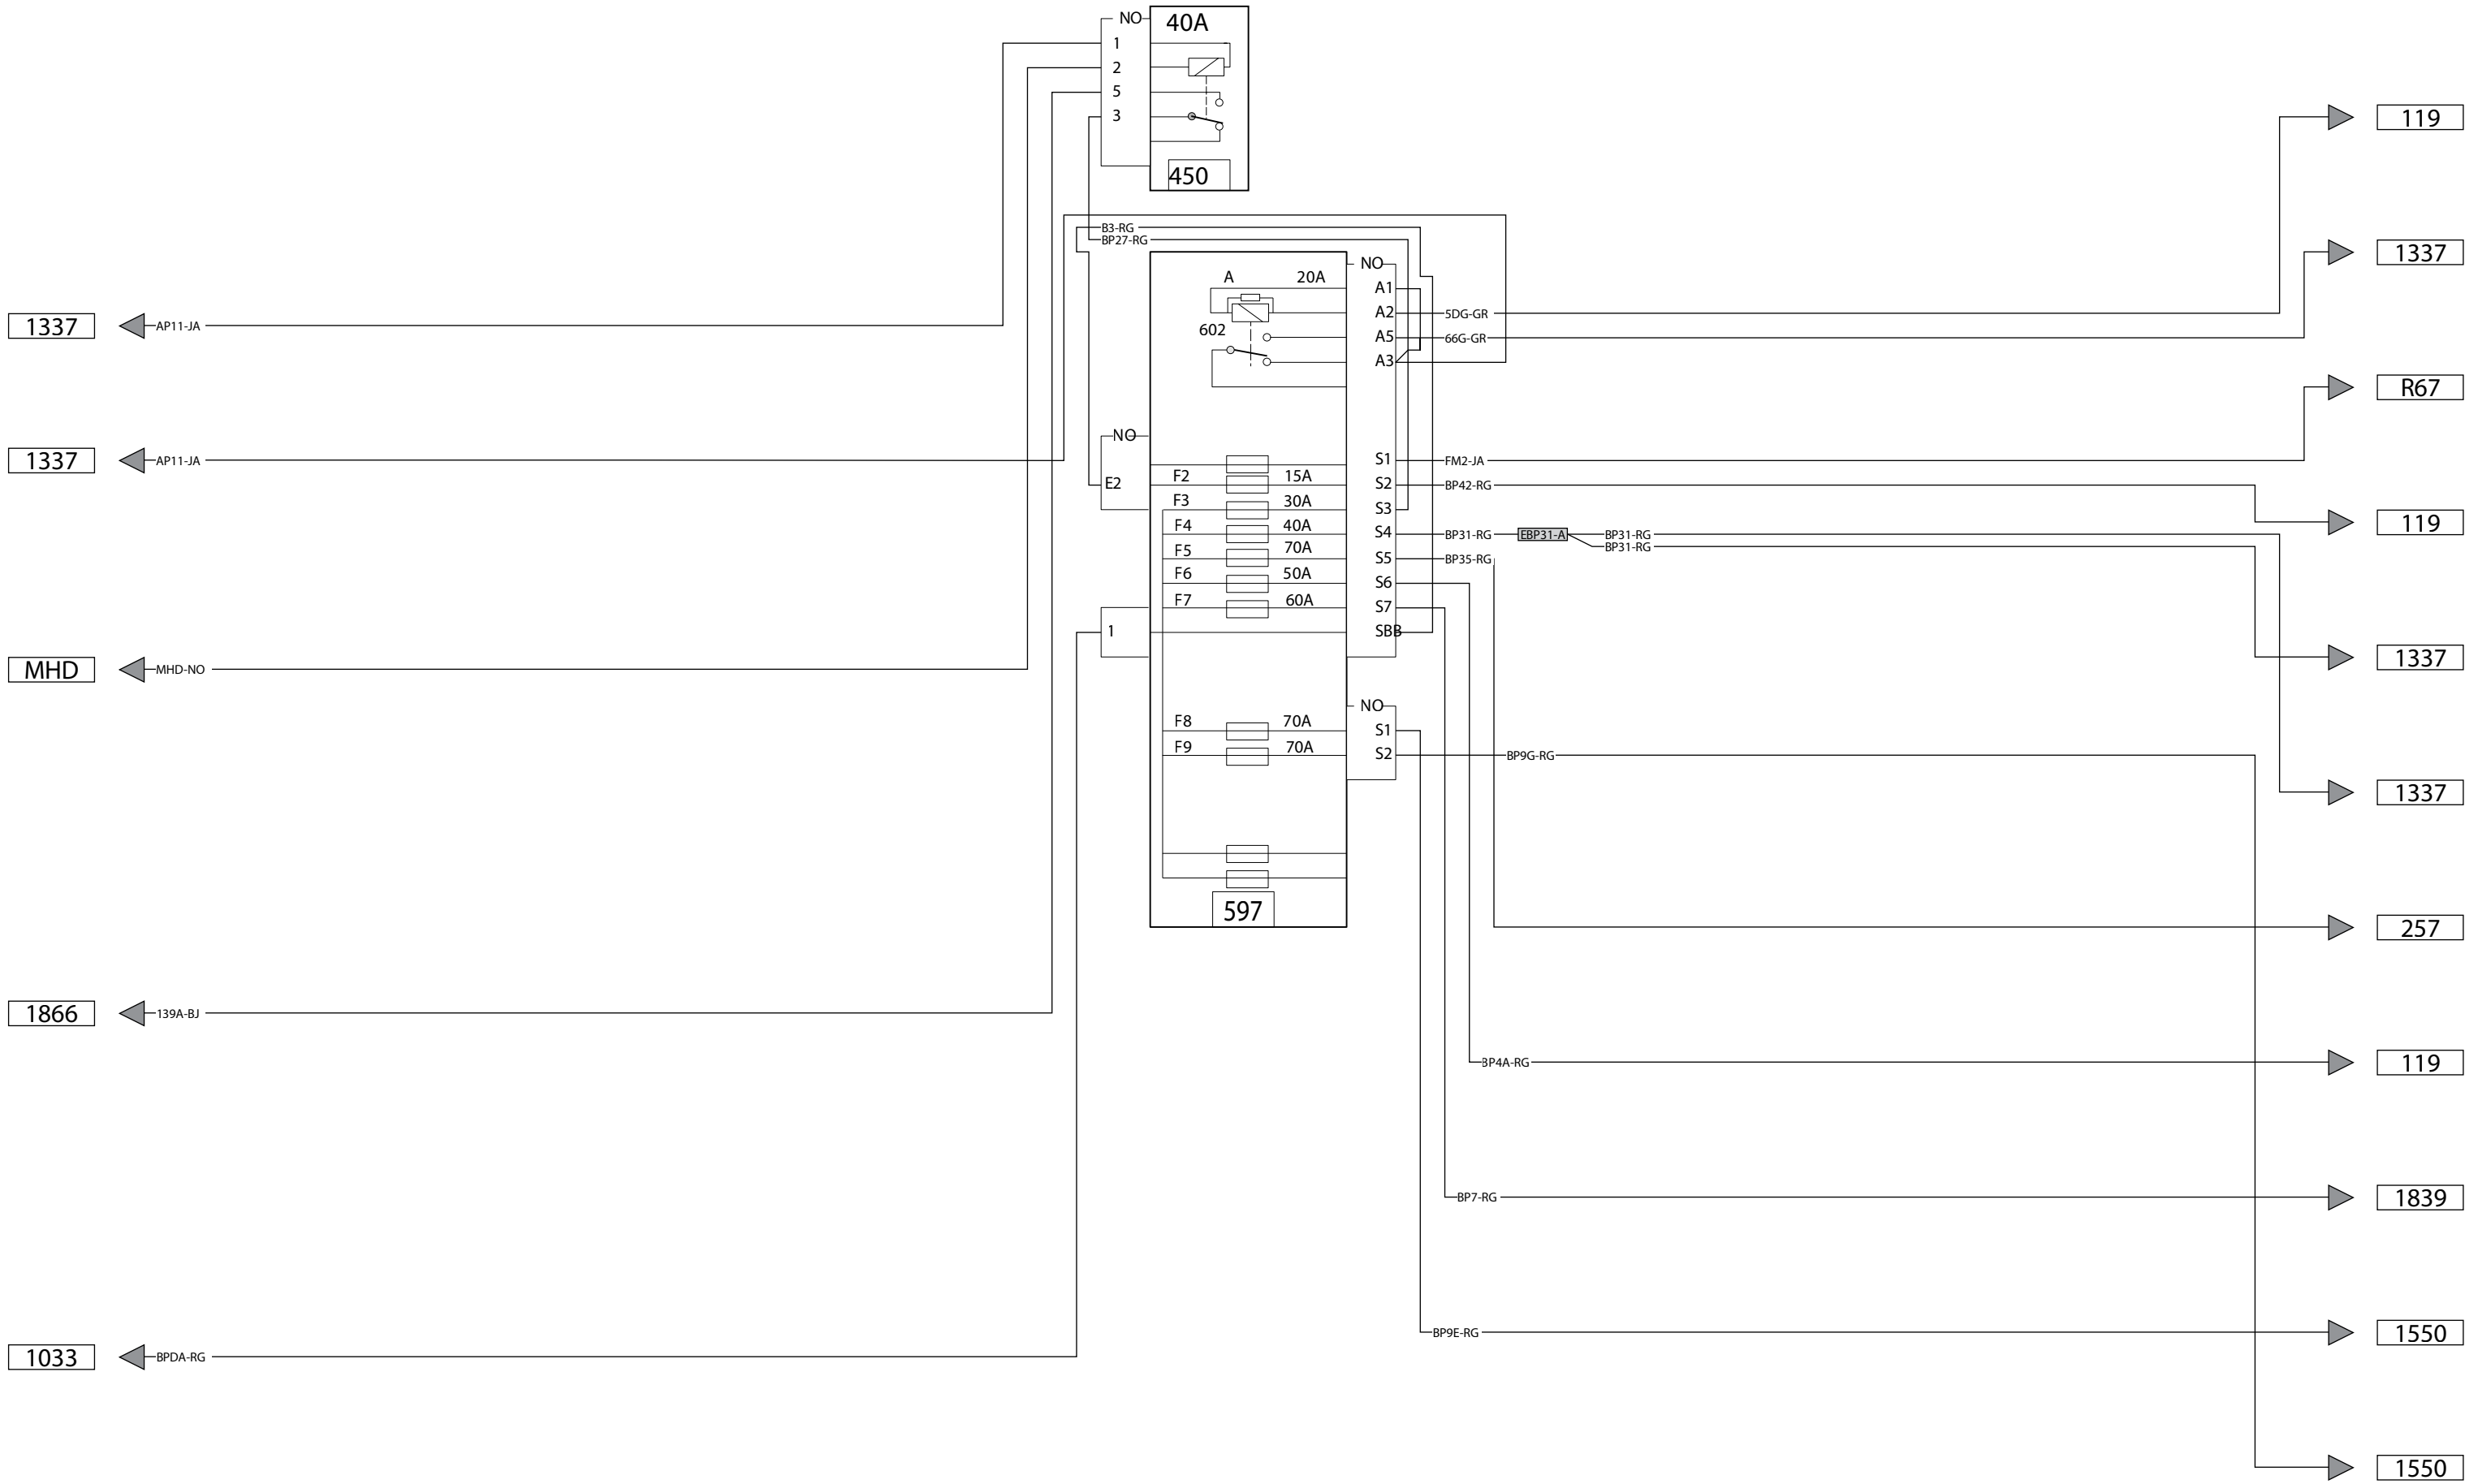 NO 40A
1
2
5
3
450
119
B3-RG
BP27-RG
1337
NO
A 20A
A1
1337 AP11-JA
A2 5DG-GR
602
A5 66G-GR
A3
R67
NO
1337 AP11-JA
S1 FM2-JA
E2 F2 15A S2 BP42-RG
F3 30A S3
119
F4 40A S4 BP31-RG EBP31-A BP31-RG
BP31-RG
F5 70A S5 BP35-RG
F6 50A S6
F7 60A S7
1 SBB
1337
MHD MHD-NO
NO
F8 70A S1
F9 70A S2 BP9G-RG
1337
597
257
1866 139A-BJ
BP4A-RG 119
BP7-RG 1839
BP9E-RG 1550
1033 BPDA-RG
1550